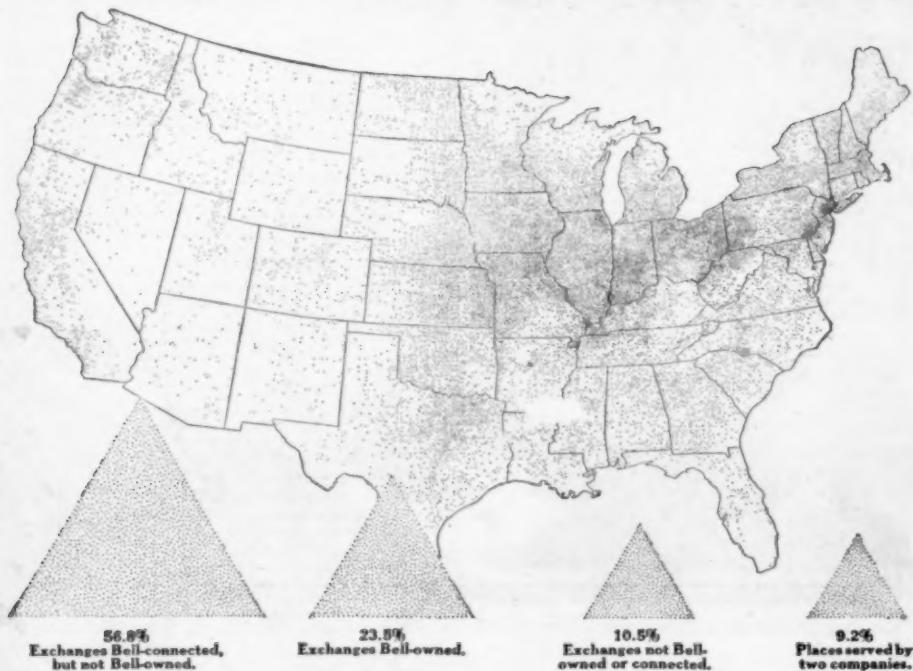 56.8%
Exchanges Bell-connected,
but not Bell-owned.
23.5%
Exchanges Bell-owned.
10.5%
Exchanges not Bell-
owned or connected.
9.2%
Places served by
two companies.